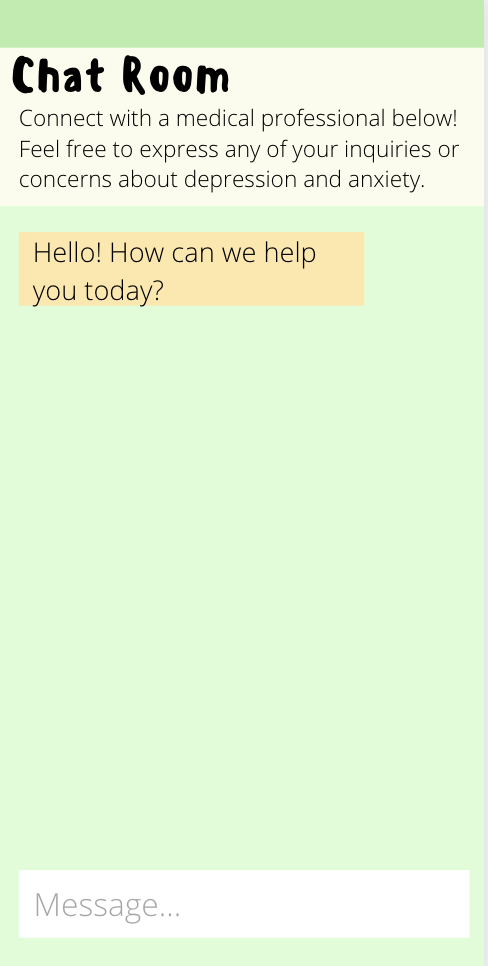 Chat Room
Connect with a medical professional below!
Feel free to express any of your inquiries or
concerns about depression and anxiety.
Hello! How can we help
you today?
Message...